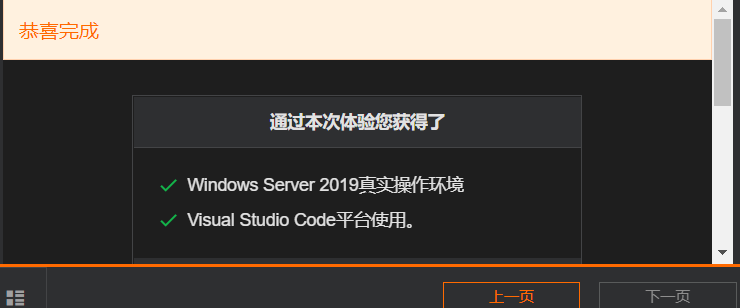 恭喜完成
通过本次体验您获得了
Windows Server 2019真实操作环境
Visual Studio Code平台使用。
上一页
下一页